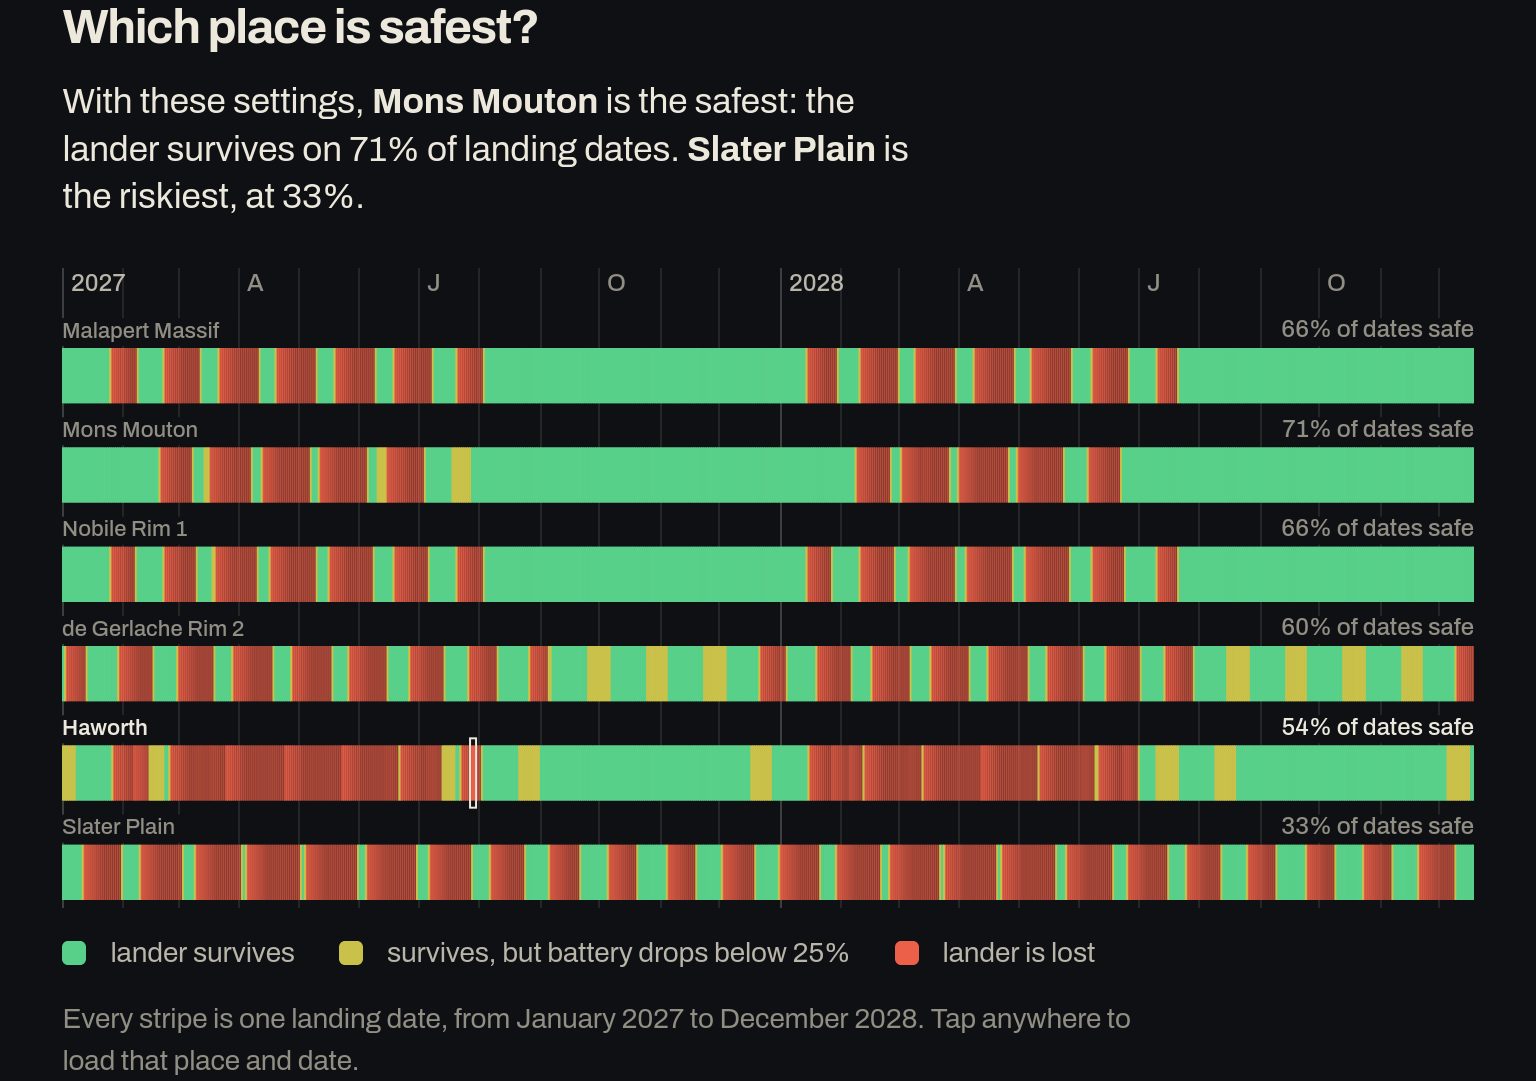 Which place is safest?
With these settings, Mons Mouton is the safest: the
lander survives on 71% of landing dates. Slater Plain is
the riskiest, at 33%.
2027 A J O 2028 A J O
Malapert Massif 66% of dates safe
Mons Mouton 71% of dates safe
Nobile Rim 1 66% of dates safe
de Gerlache Rim 2 60% of dates safe
Haworth 54% of dates safe
Slater Plain 33% of dates safe
lander survives survives, but battery drops below 25% lander is lost
Every stripe is one landing date, from January 2027 to December 2028. Tap anywhere to
load that place and date.